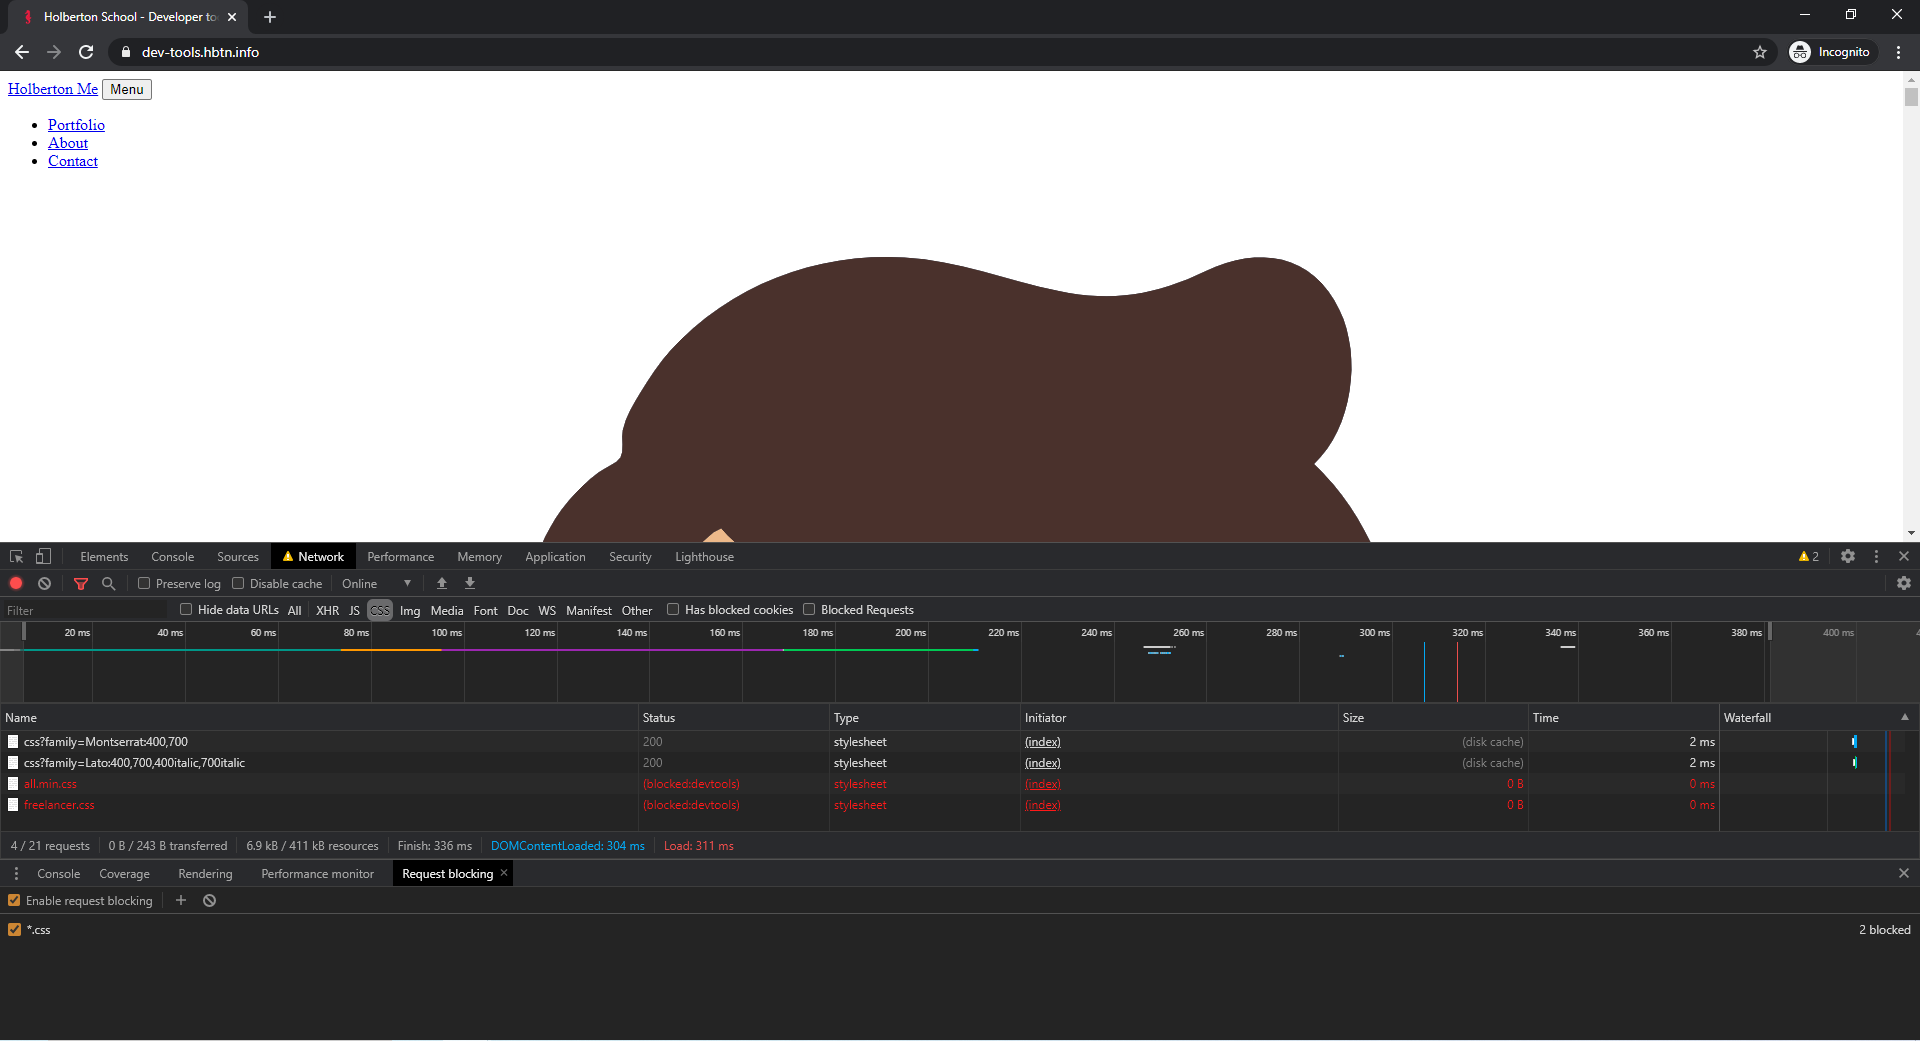 Holberton School - Developer to
dev-tools.hbtn.info
Incognito
Holberton Me Menu
Portfolio
About
Contact
Elements Console Sources Network Performance Memory Application Security Lighthouse 2
Preserve log Disable cache Online
Filter Hide data URLs All XHR JS CSS Img Media Font Doc WS Manifest Other Has blocked cookies Blocked Requests
20 ms 40 ms 60 ms 80 ms 100 ms 120 ms 140 ms 160 ms 180 ms 200 ms 220 ms 240 ms 260 ms 280 ms 300 ms 320 ms 340 ms 360 ms 380 ms 400 ms
Name Status Type Initiator Size Time Waterfall
css?family=Montserrat:400,700 200 stylesheet (index) (disk cache) 2 ms
css?family=Lato:400,700,400italic,700italic 200 stylesheet (index) (disk cache) 2 ms
all.min.css (blocked:devtools) stylesheet (index) 0 B 0 ms
freelancer.css (blocked:devtools) stylesheet (index) 0 B 0 ms
4 / 21 requests 0 B / 243 B transferred 6.9 kB / 411 kB resources Finish: 336 ms DOMContentLoaded: 304 ms Load: 311 ms
Console Coverage Rendering Performance monitor Request blocking
Enable request blocking
*.css 2 blocked